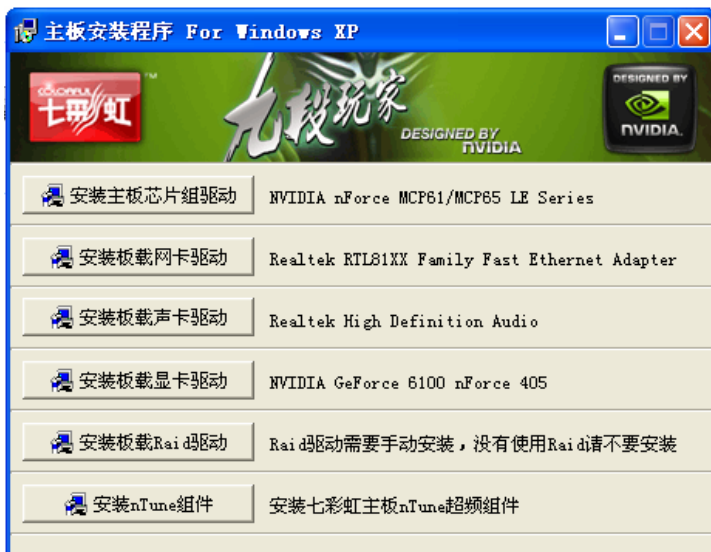 主板安装程序 For Windows XP
COLORFUL™
七彩虹
九段玩家
DESIGNED BY
NVIDIA
DESIGNED BY
NVIDIA.
安装主板芯片组驱动 NVIDIA nForce MCP61/MCP65 LE Series
安装板载网卡驱动 Realtek RTL81XX Family Fast Ethernet Adapter
安装板载声卡驱动 Realtek High Definition Audio
安装板载显卡驱动 NVIDIA GeForce 6100 nForce 405
安装板载Raid驱动 Raid驱动需要手动安装，没有使用Raid请不要安装
安装nTune组件 安装七彩虹主板nTune超频组件